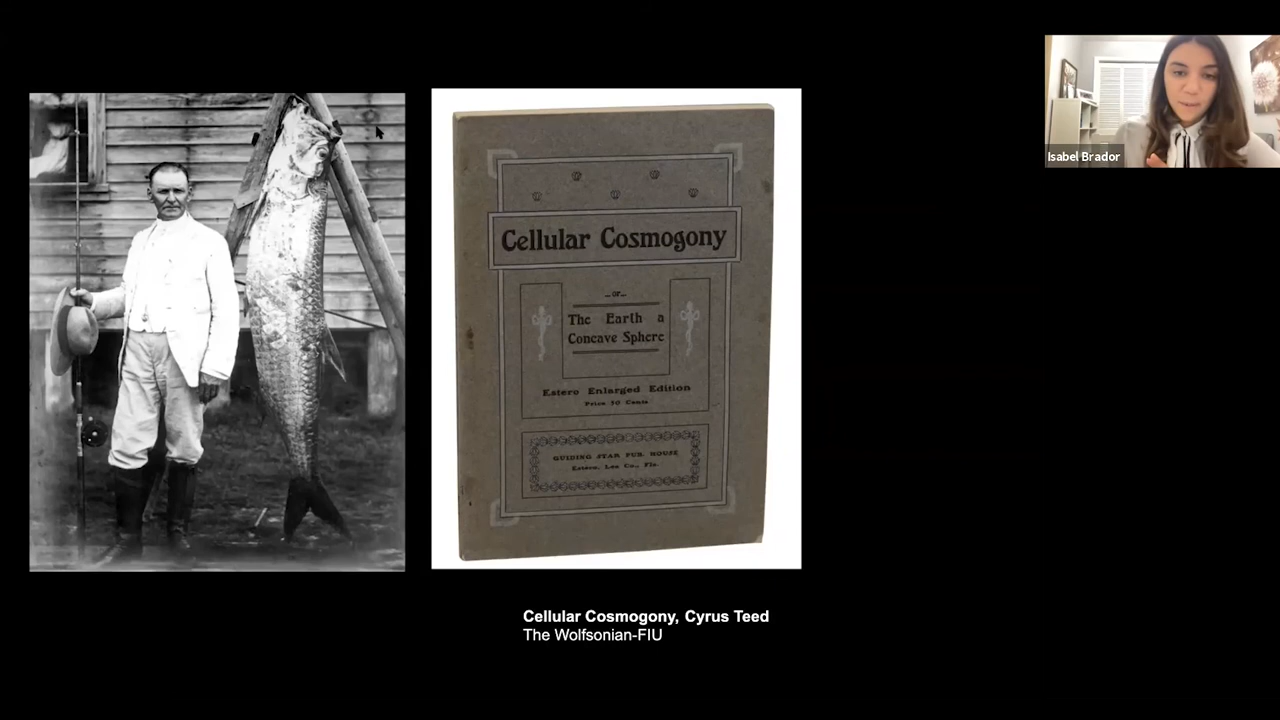 Isabel Brador
Cellular Cosmogony
...or...
The Earth a
Concave Sphere
Estero Enlarged Edition
Price 50 Cents
GUIDING STAR PUB. HOUSE
Estero, Lee Co., Fla.
Cellular Cosmogony, Cyrus Teed
The Wolfsonian-FIU